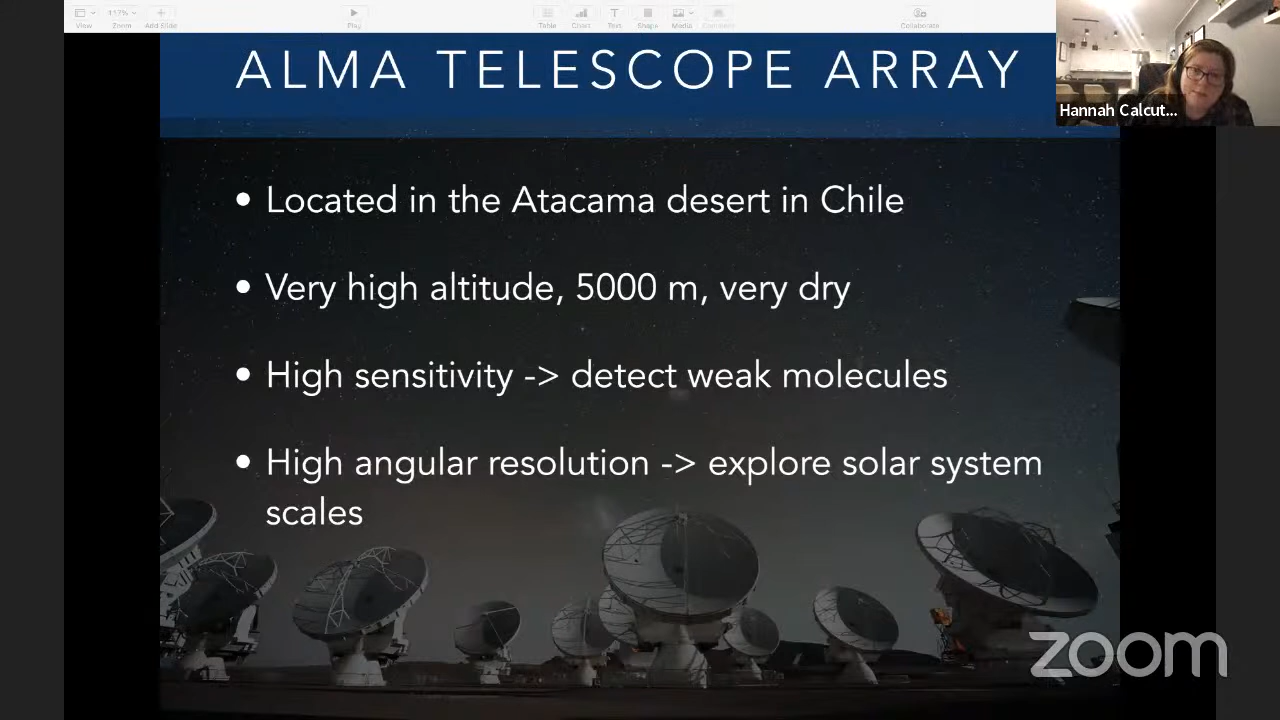 117%
View
Zoom
Add Slide
Play
Table
Chart
Text
Shape
Media
Comment
Collaborate
ALMA TELESCOPE ARRAY
Hannah Calcut...
• Located in the Atacama desert in Chile
• Very high altitude, 5000 m, very dry
• High sensitivity -> detect weak molecules
• High angular resolution -> explore solar system
scales
zoom